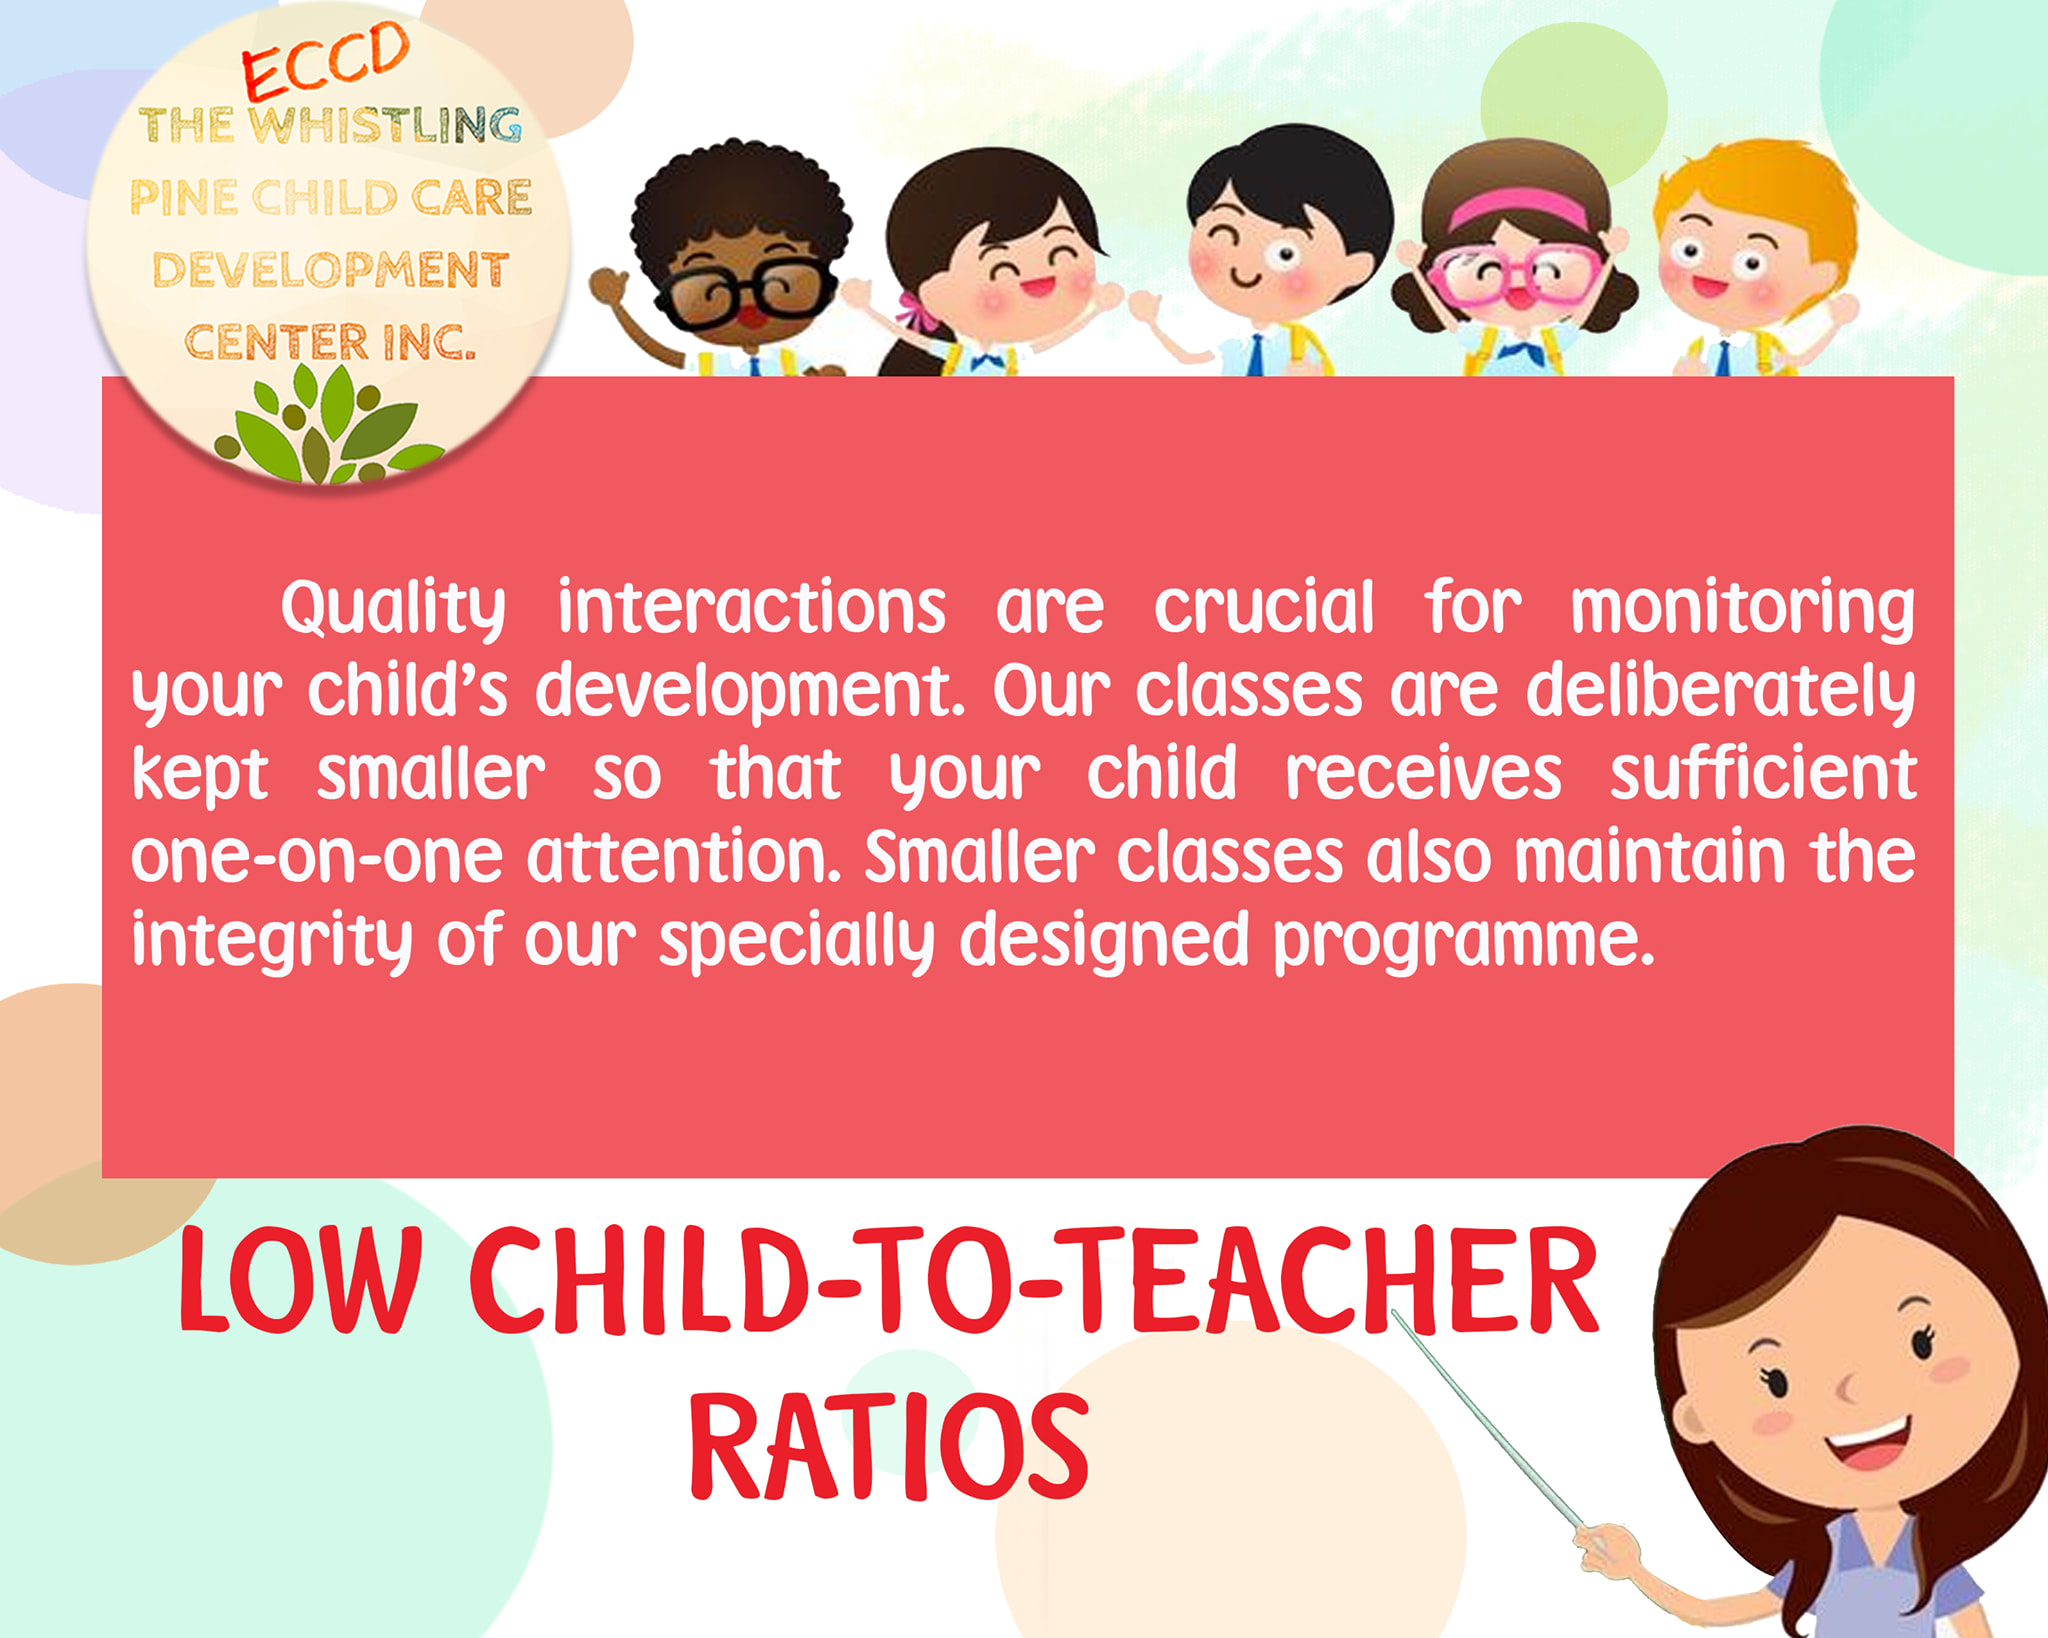 ECCD
THE WHISTLING
PINE CHILD CARE
DEVELOPMENT
CENTER INC.
Quality interactions are crucial for monitoring
your child's development. Our classes are deliberately
kept smaller so that your child receives sufficient
one-on-one attention. Smaller classes also maintain the
integrity of our specially designed programme.
LOW CHILD-TO-TEACHER
RATIOS